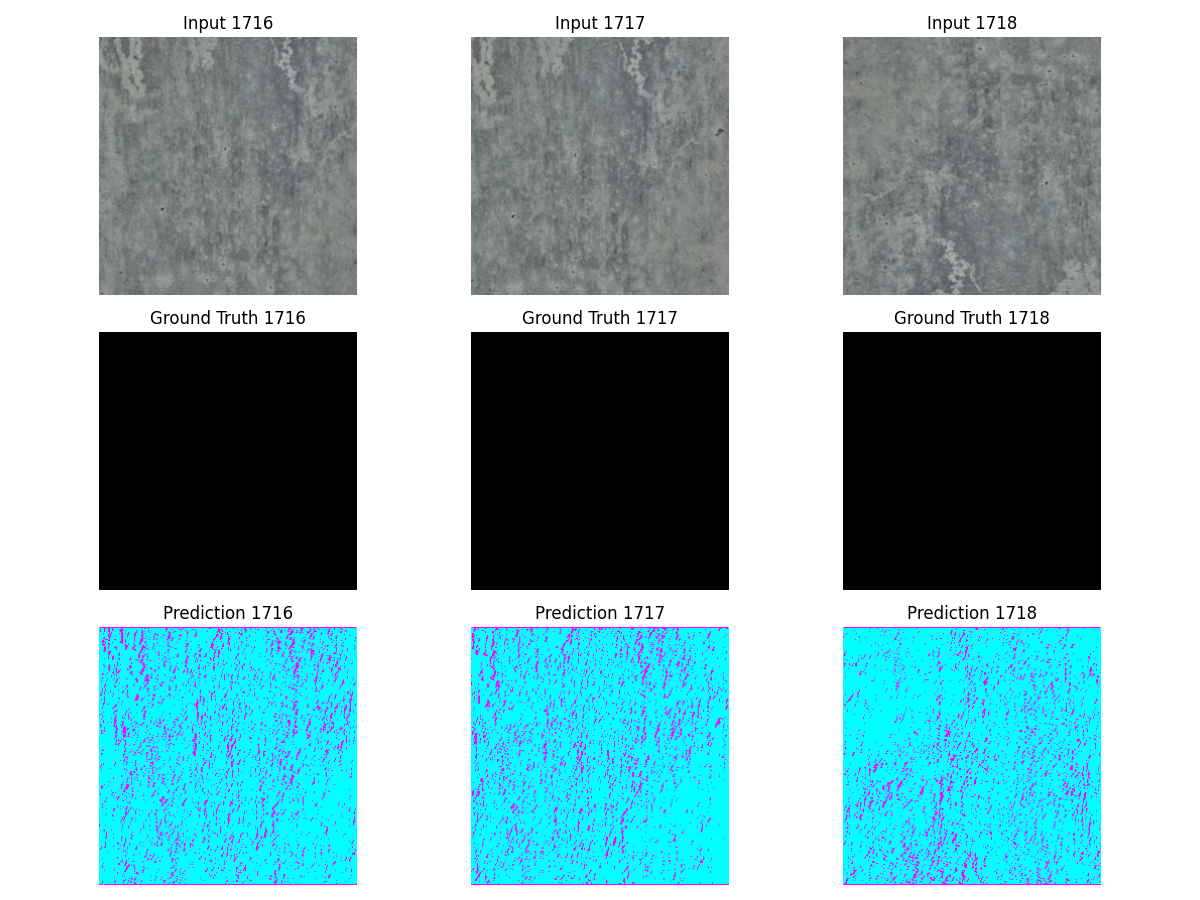 Input 1716
Input 1717
Input 1718
Ground Truth 1716
Ground Truth 1717
Ground Truth 1718
Prediction 1716
Prediction 1717
Prediction 1718